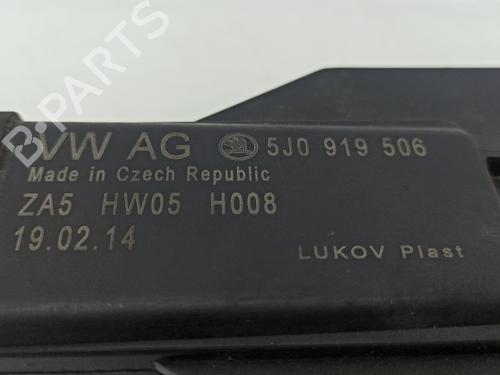 VW AG 5J0 919 506
Made in Czech Republic
ZA5 HW05 H008
19.02.14
LUKOV Plast
B-Parts